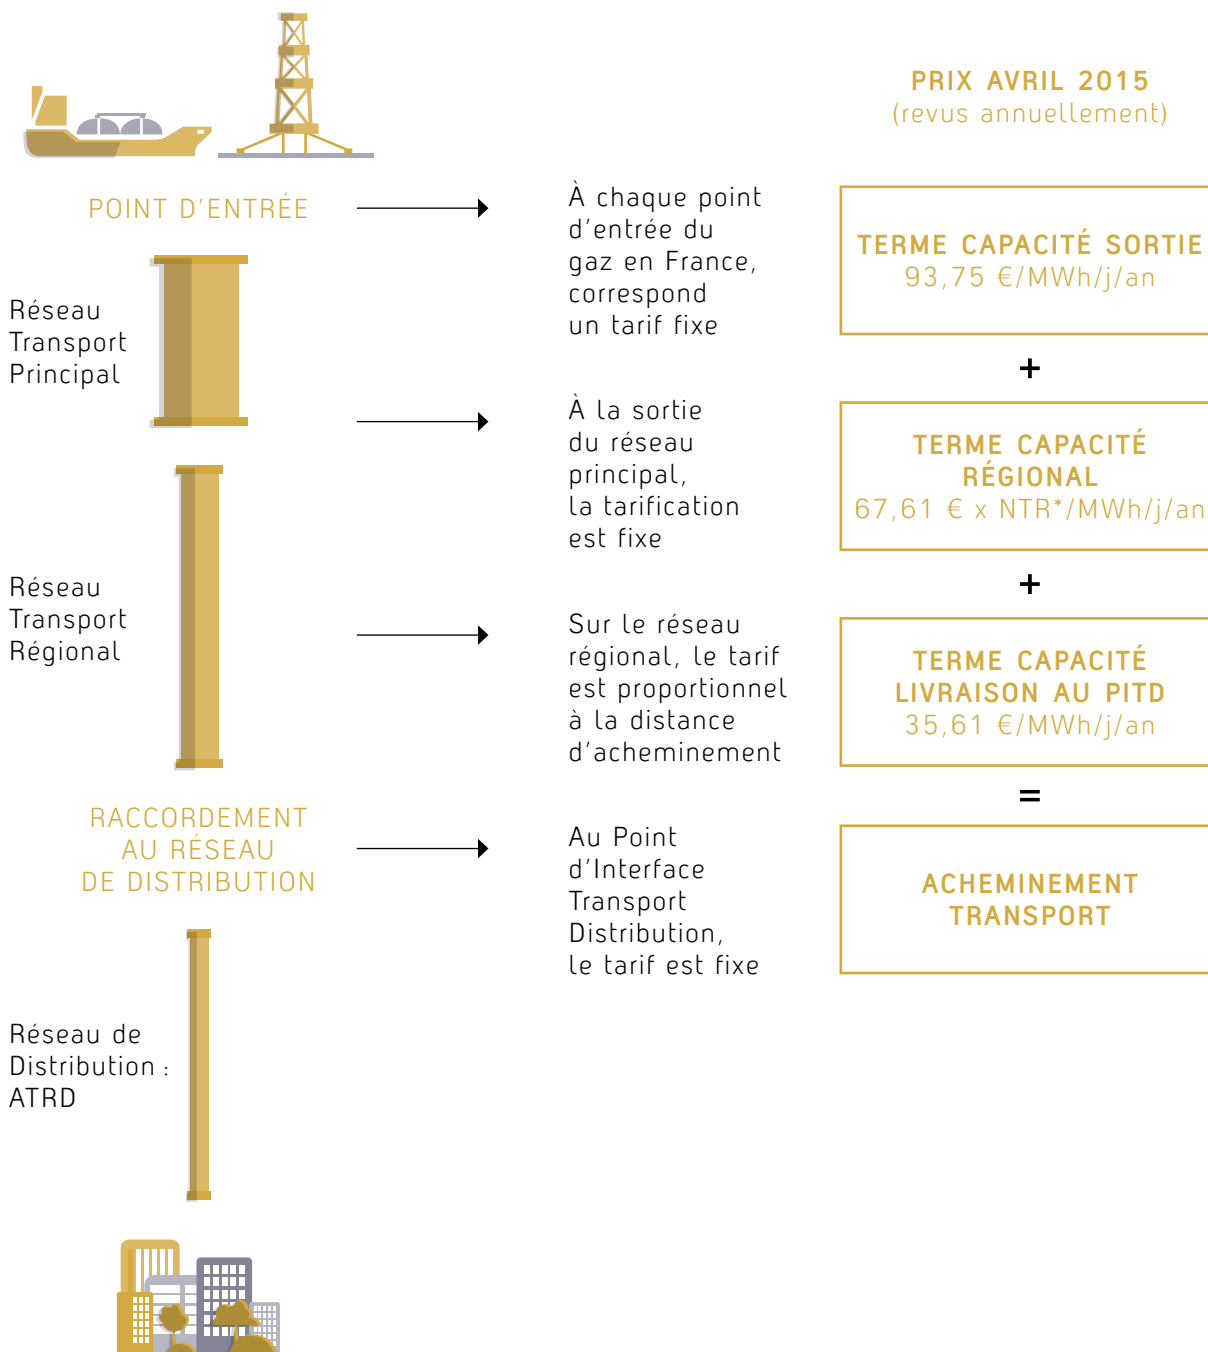 PRIX AVRIL 2015
(revus annuellement)
POINT D'ENTRÉE
À chaque point
d'entrée du
gaz en France,
correspond
un tarif fixe
TERME CAPACITÉ SORTIE
93,75 €/MWh/j/an
Réseau
Transport
Principal
+
À la sortie
du réseau
principal,
la tarification
est fixe
TERME CAPACITÉ
RÉGIONAL
67,61 € x NTR*/MWh/j/an
+
Réseau
Transport
Régional
Sur le réseau
régional, le tarif
est proportionnel
à la distance
d'acheminement
TERME CAPACITÉ
LIVRAISON AU PITD
35,61 €/MWh/j/an
=
RACCORDEMENT
AU RÉSEAU
DE DISTRIBUTION
Au Point
d'Interface
Transport
Distribution,
le tarif est fixe
ACHEMINEMENT
TRANSPORT
Réseau de
Distribution :
ATRD